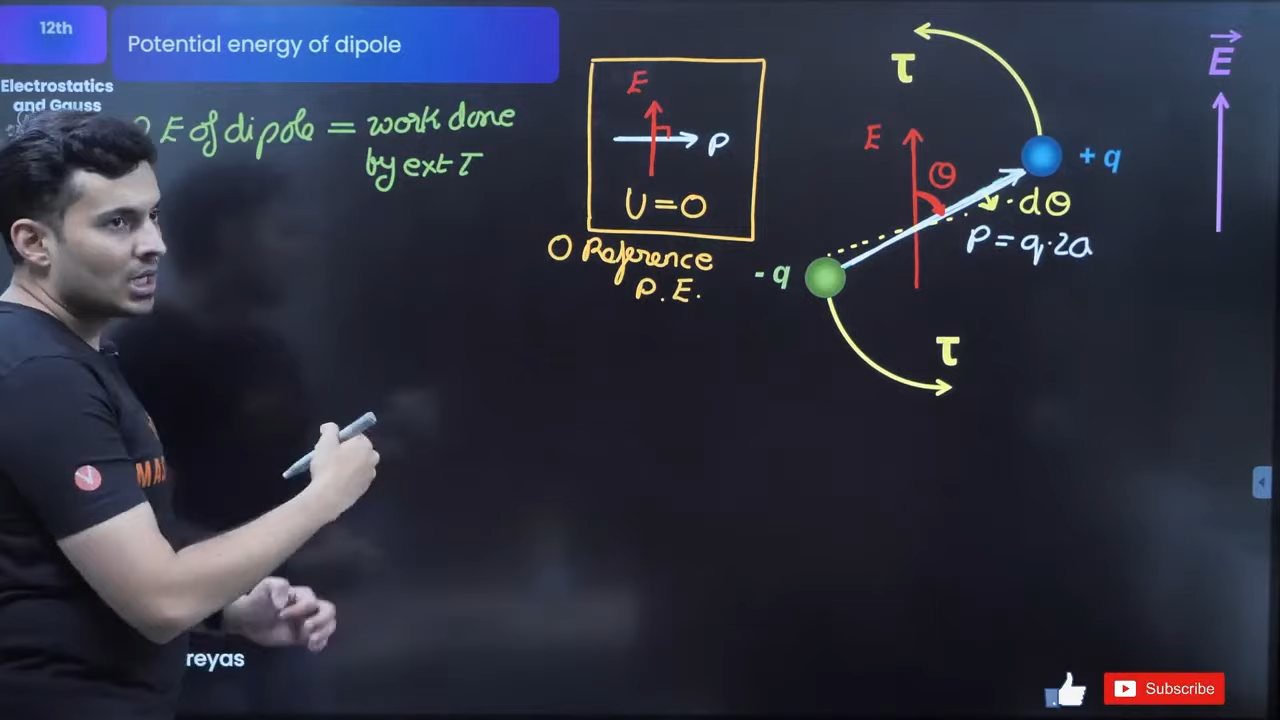 12th
Potential energy of dipole
Electrostatics
and Gauss
E of dipole = work done
by ext τ
E
P
U=0
0 Reference
P.E.
τ
E
θ
+ q
dθ
P = q.2a
- q
τ
E
MA
reyas
Subscribe